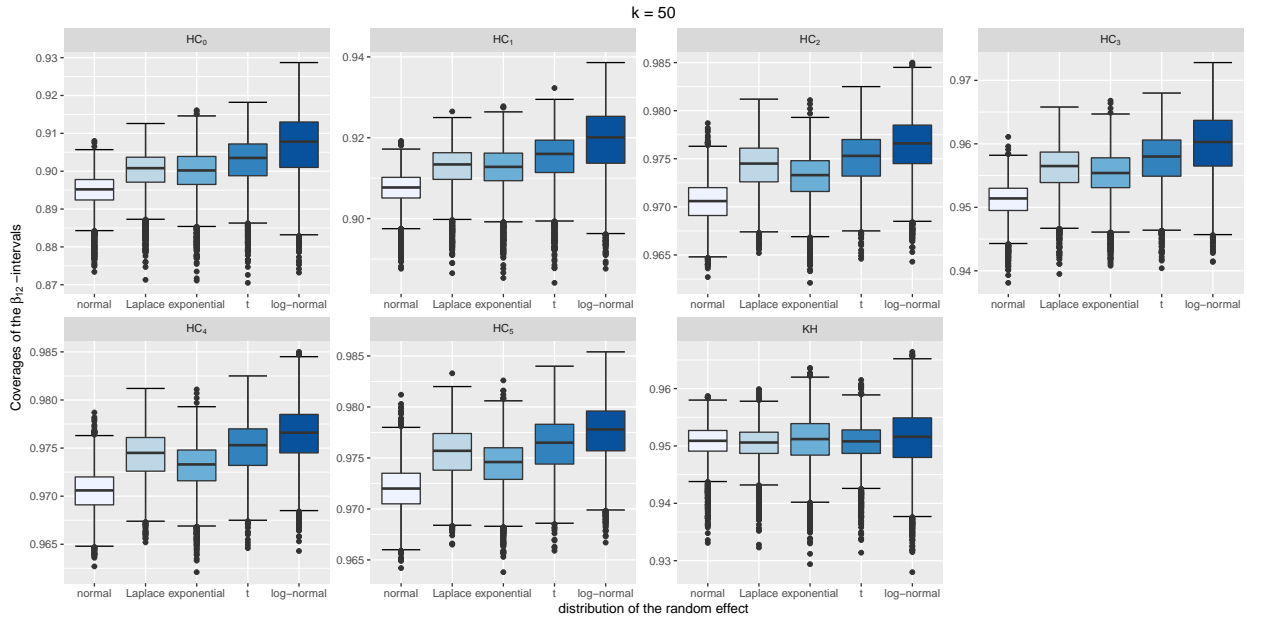 k = 50
Coverages of the β₁₂ −intervals
HC₀
0.93
0.92
0.91
0.90
0.89
0.88
0.87
normal Laplace exponential t log−normal
HC₁
0.94
0.92
0.90
normal Laplace exponential t log−normal
HC₂
0.985
0.980
0.975
0.970
0.965
normal Laplace exponential t log−normal
HC₃
0.97
0.96
0.95
0.94
normal Laplace exponential t log−normal
HC₄
0.985
0.980
0.975
0.970
0.965
normal Laplace exponential t log−normal
HC₅
0.985
0.980
0.975
0.970
0.965
normal Laplace exponential t log−normal
KH
0.96
0.95
0.94
0.93
normal Laplace exponential t log−normal
distribution of the random effect